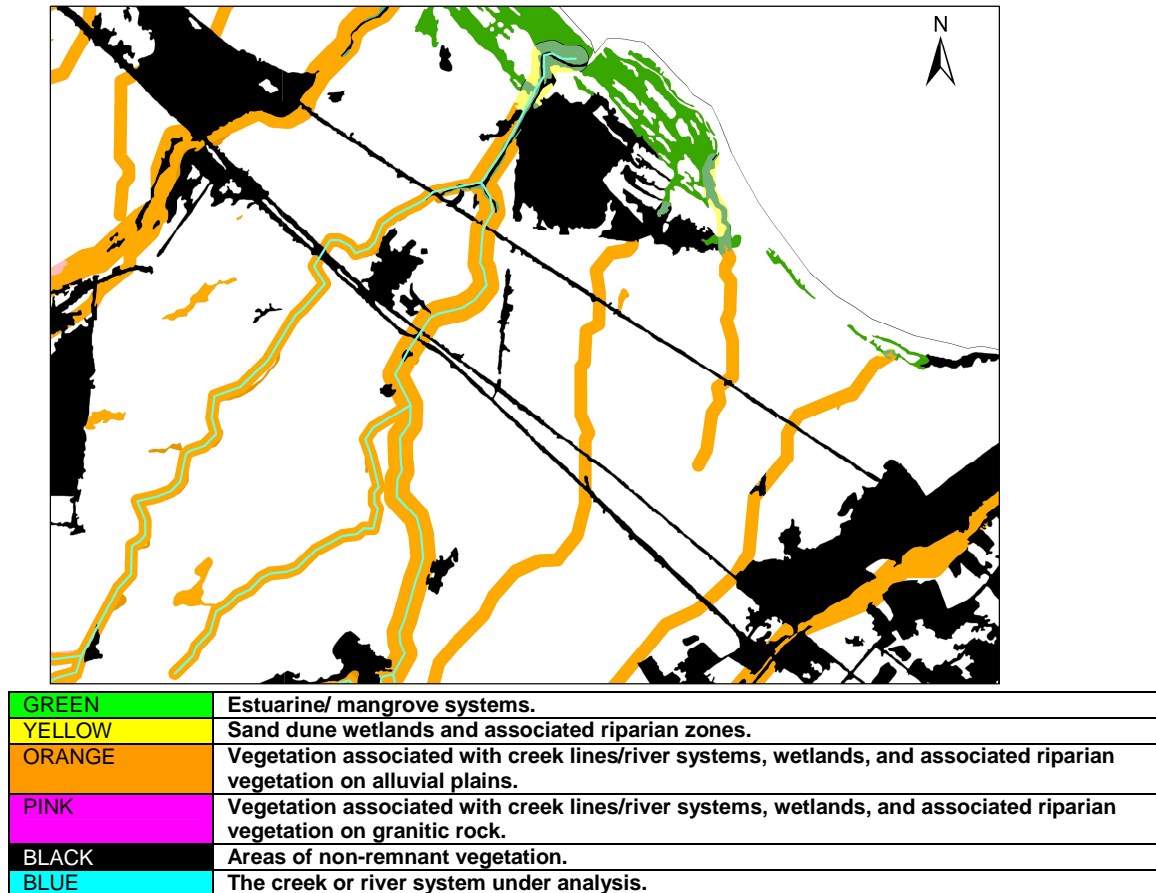 N
GREEN Estuarine/ mangrove systems.
YELLOW Sand dune wetlands and associated riparian zones.
ORANGE Vegetation associated with creek lines/river systems, wetlands, and associated riparian
vegetation on alluvial plains.
PINK Vegetation associated with creek lines/river systems, wetlands, and associated riparian
vegetation on granitic rock.
BLACK Areas of non-remnant vegetation.
BLUE The creek or river system under analysis.